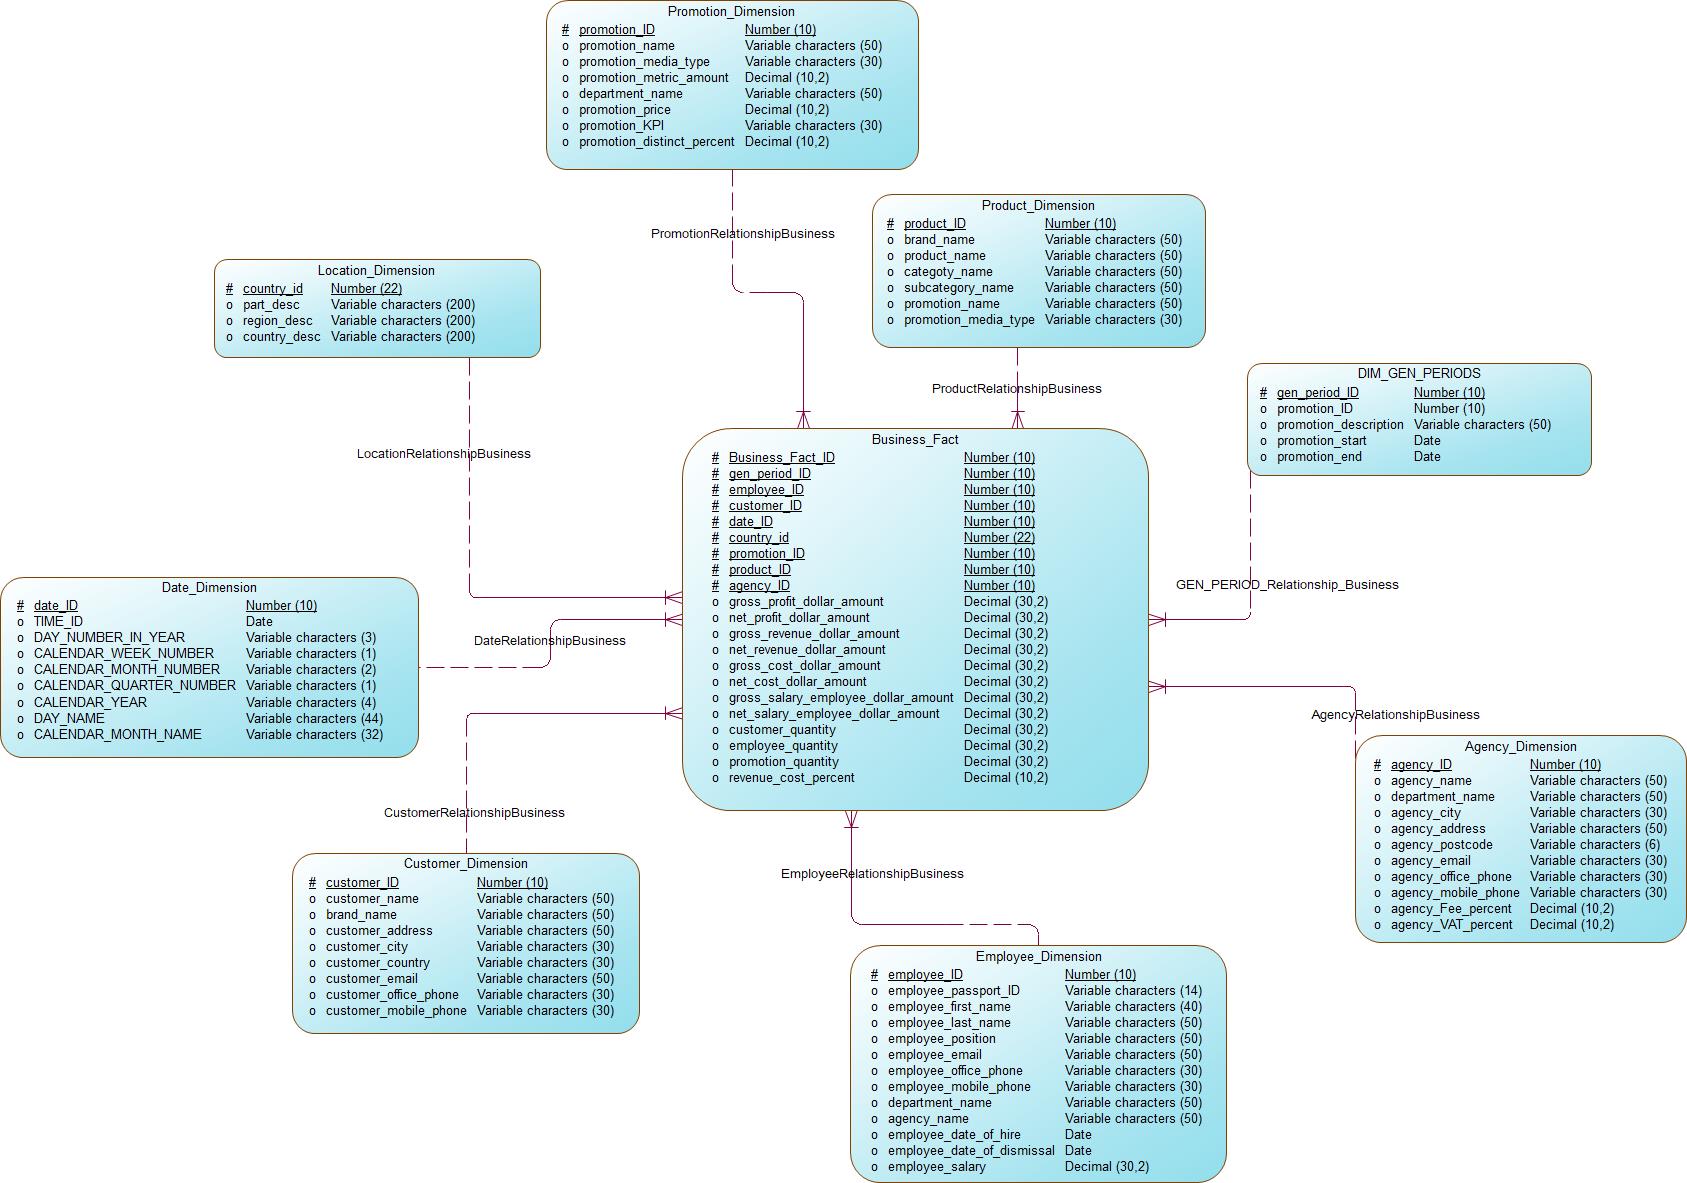 Promotion_Dimension
# promotion_ID Number (10)
o promotion_name Variable characters (50)
o promotion_media_type Variable characters (30)
o promotion_metric_amount Decimal (10,2)
o department_name Variable characters (50)
o promotion_price Decimal (10,2)
o promotion_KPI Variable characters (30)
o promotion_distinct_percent Decimal (10,2)
PromotionRelationshipBusiness
Product_Dimension
# product_ID Number (10)
o brand_name Variable characters (50)
o product_name Variable characters (50)
o categoty_name Variable characters (50)
o subcategory_name Variable characters (50)
o promotion_name Variable characters (50)
o promotion_media_type Variable characters (30)
ProductRelationshipBusiness
Location_Dimension
# country_id Number (22)
o part_desc Variable characters (200)
o region_desc Variable characters (200)
o country_desc Variable characters (200)
LocationRelationshipBusiness
DIM_GEN_PERIODS
# gen_period_ID Number (10)
o promotion_ID Number (10)
o promotion_description Variable characters (50)
o promotion_start Date
o promotion_end Date
GEN_PERIOD_Relationship_Business
Business_Fact
# Business_Fact_ID Number (10)
# gen_period_ID Number (10)
# employee_ID Number (10)
# customer_ID Number (10)
# date_ID Number (10)
# country_id Number (22)
# promotion_ID Number (10)
# product_ID Number (10)
# agency_ID Number (10)
o gross_profit_dollar_amount Decimal (30,2)
o net_profit_dollar_amount Decimal (30,2)
o gross_revenue_dollar_amount Decimal (30,2)
o net_revenue_dollar_amount Decimal (30,2)
o gross_cost_dollar_amount Decimal (30,2)
o net_cost_dollar_amount Decimal (30,2)
o gross_salary_employee_dollar_amount Decimal (30,2)
o net_salary_employee_dollar_amount Decimal (30,2)
o customer_quantity Decimal (30,2)
o employee_quantity Decimal (30,2)
o promotion_quantity Decimal (30,2)
o revenue_cost_percent Decimal (10,2)
Date_Dimension
# date_ID Number (10)
o TIME_ID Date
o DAY_NUMBER_IN_YEAR Variable characters (3)
o CALENDAR_WEEK_NUMBER Variable characters (1)
o CALENDAR_MONTH_NUMBER Variable characters (2)
o CALENDAR_QUARTER_NUMBER Variable characters (1)
o CALENDAR_YEAR Variable characters (4)
o DAY_NAME Variable characters (44)
o CALENDAR_MONTH_NAME Variable characters (32)
DateRelationshipBusiness
AgencyRelationshipBusiness
Agency_Dimension
# agency_ID Number (10)
o agency_name Variable characters (50)
o department_name Variable characters (50)
o agency_city Variable characters (30)
o agency_address Variable characters (50)
o agency_postcode Variable characters (6)
o agency_email Variable characters (30)
o agency_office_phone Variable characters (30)
o agency_mobile_phone Variable characters (30)
o agency_Fee_percent Decimal (10,2)
o agency_VAT_percent Decimal (10,2)
CustomerRelationshipBusiness
Customer_Dimension
# customer_ID Number (10)
o customer_name Variable characters (50)
o brand_name Variable characters (50)
o customer_address Variable characters (50)
o customer_city Variable characters (30)
o customer_country Variable characters (30)
o customer_email Variable characters (50)
o customer_office_phone Variable characters (30)
o customer_mobile_phone Variable characters (30)
EmployeeRelationshipBusiness
Employee_Dimension
# employee_ID Number (10)
o employee_passport_ID Variable characters (14)
o employee_first_name Variable characters (40)
o employee_last_name Variable characters (50)
o employee_position Variable characters (50)
o employee_email Variable characters (50)
o employee_office_phone Variable characters (30)
o employee_mobile_phone Variable characters (30)
o department_name Variable characters (50)
o agency_name Variable characters (50)
o employee_date_of_hire Date
o employee_date_of_dismissal Date
o employee_salary Decimal (30,2)